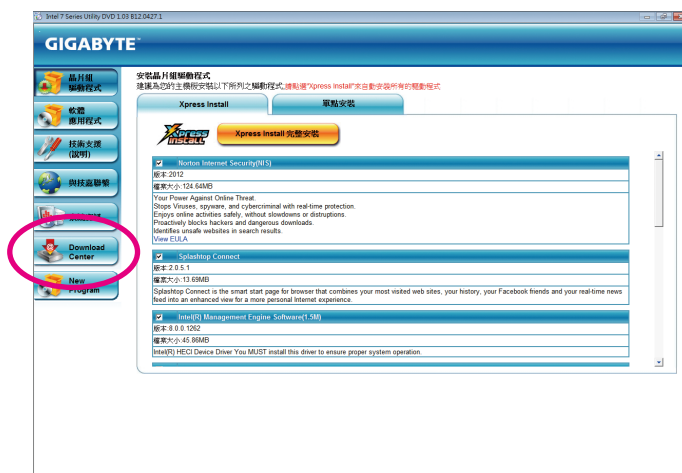 Intel 7 Series Utility DVD 1.03 B12.0427.1
GIGABYTE™
晶片組
驅動程式
軟體
應用程式
技術支援
(說明)
與技嘉聯繫
Download
Center
New
Program
安裝晶片組驅動程式
建議為您的主機板安裝以下所列之驅動程式,請點選"Xpress Install"來自動安裝所有的驅動程式
Xpress Install
單點安裝
Xpress Install
Xpress Install 完整安裝
Norton Internet Security(NIS)
版本:2012
檔案大小:124.64MB
Your Power Against Online Threat.
Stops Viruses, spyware, and cybercriminal with real-time protection.
Enjoys online activities safely, without slowdowns or distruptions.
Proactively blocks hackers and dangerous downloads.
Identifies unsafe websites in search results.
View EULA
Splashtop Connect
版本:2.0.5.1
檔案大小:13.69MB
Splashtop Connect is the smart start page for browser that combines your most visited web sites, your history, your Facebook friends and your real-time news
feed into an enhanced view for a more personal Internet experience.
Intel(R) Management Engine Software(1.5M)
版本:8.0.0.1262
檔案大小:45.86MB
Intel(R) HECI Device Driver You MUST install this driver to ensure proper system operation.